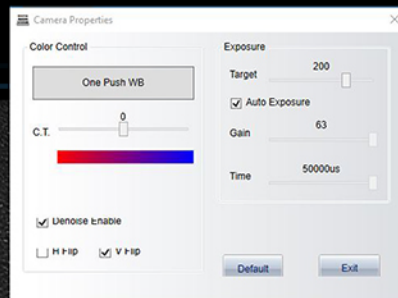 Camera Properties
Color Control
One Push WB
0
C.T.
Denoise Enable
H Flip
V Flip
Exposure
200
Target
Auto Exposure
63
Gain
50000us
Time
Default
Exit